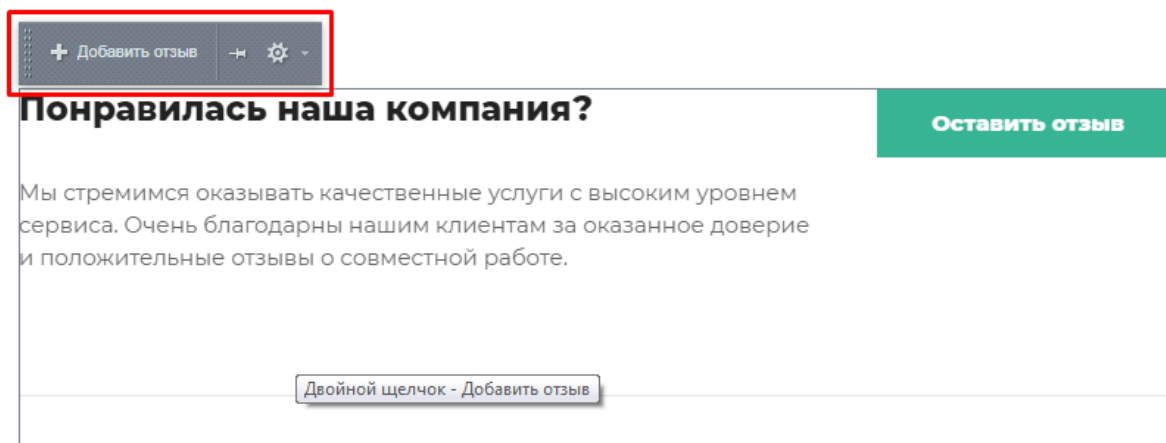 Добавить отзыв
Понравилась наша компания?
Оставить отзыв
Мы стремимся оказывать качественные услуги с высоким уровнем
сервиса. Очень благодарны нашим клиентам за оказанное доверие
и положительные отзывы о совместной работе.
Двойной щелчок - Добавить отзыв